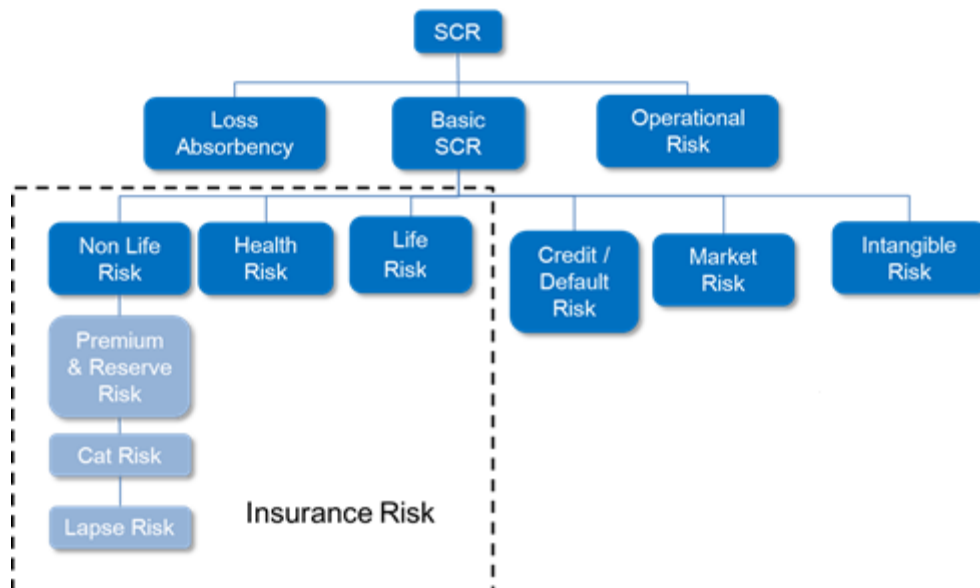 SCR
Loss
Absorbency
Basic
SCR
Operational
Risk
Non Life
Risk
Health
Risk
Life
Risk
Credit /
Default
Risk
Market
Risk
Intangible
Risk
Premium
& Reserve
Risk
Cat Risk
Lapse Risk
Insurance Risk